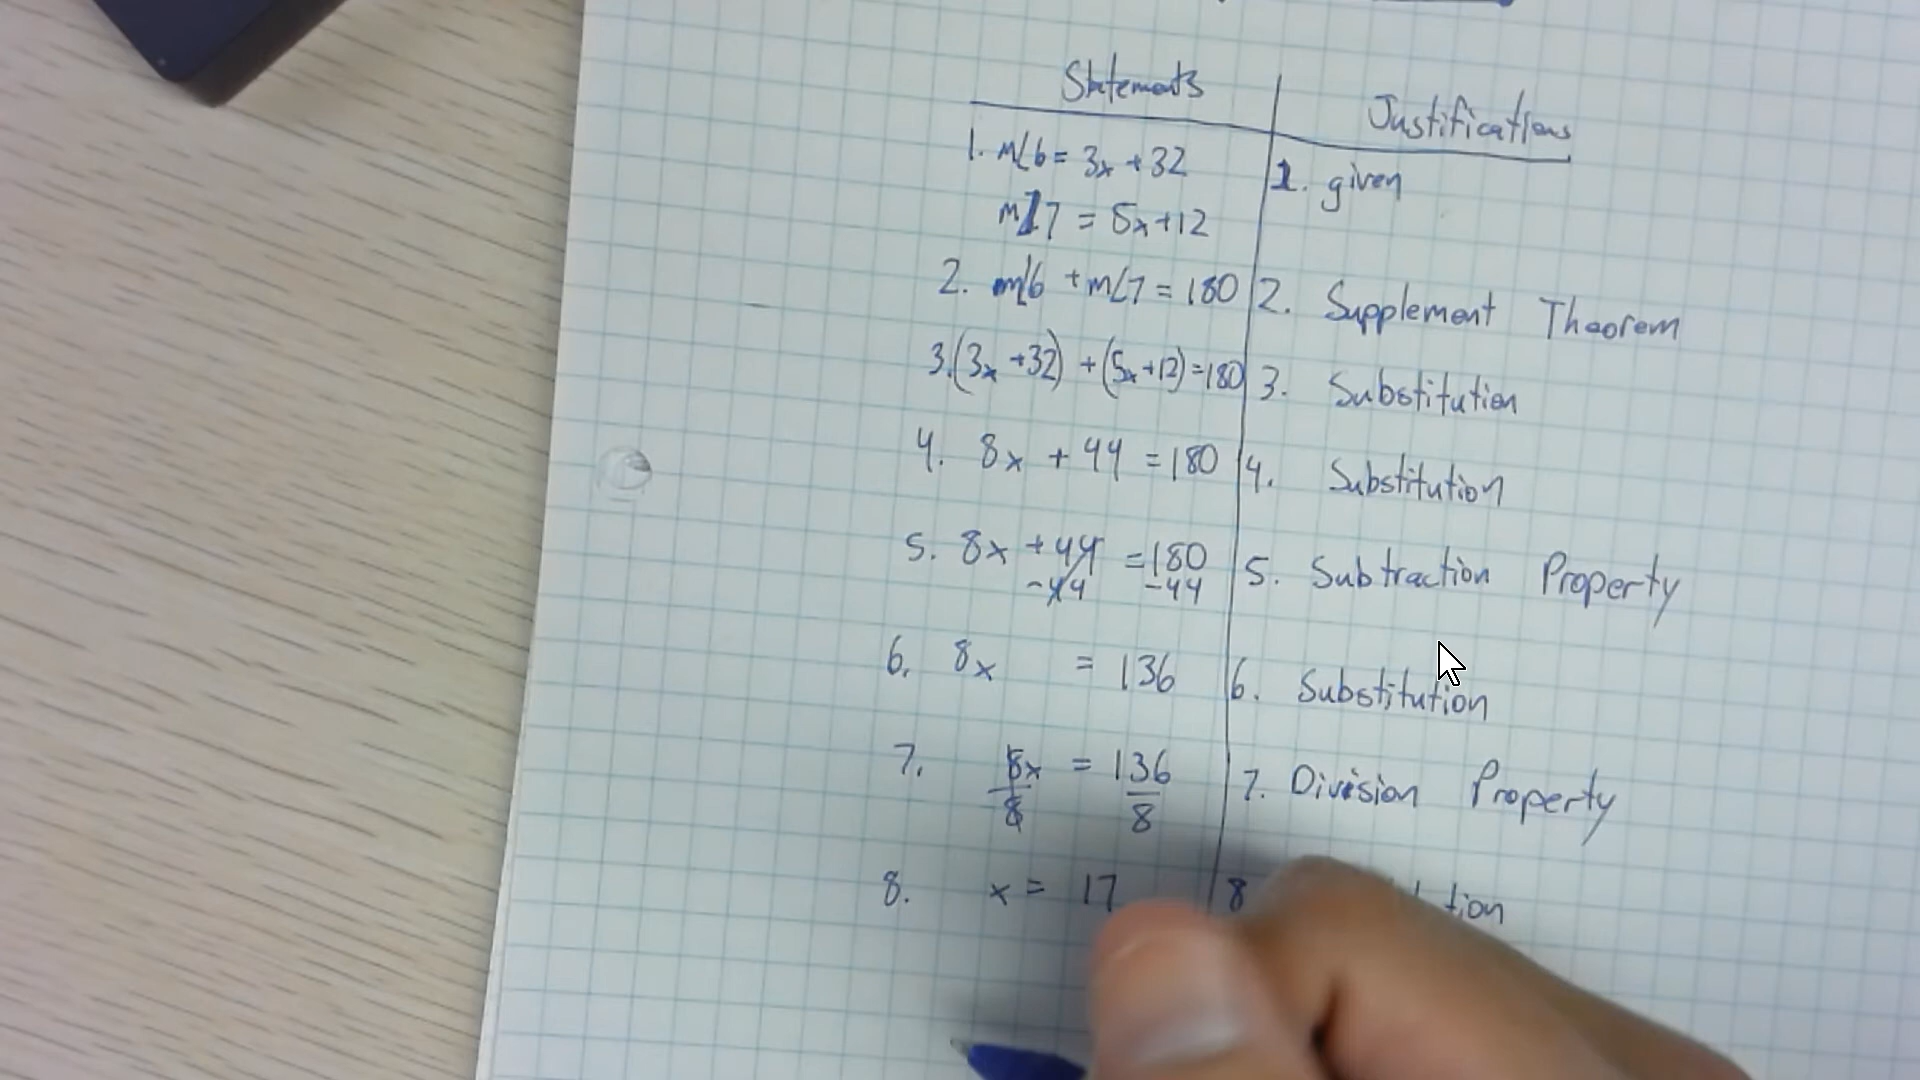 Statements | Justifications
1. m∠6 = 3x + 32 | 1. given
m∠7 = 5x + 12
2. m∠6 + m∠7 = 180 | 2. Supplement Theorem
3. (3x + 32) + (5x + 12) = 180 | 3. Substitution
4. 8x + 44 = 180 | 4. Substitution
5. 8x + 44 = 180 | 5. Subtraction Property
-44 -44
6. 8x = 136 | 6. Substitution
7. 8x = 136 | 7. Division Property
8 8
8. x = 17 | 8